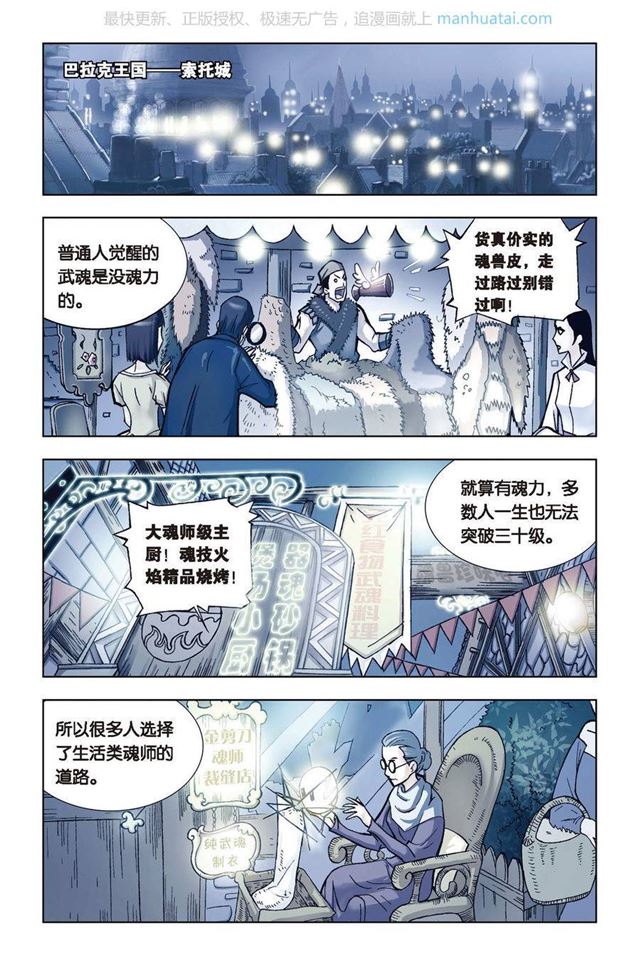 最快更新、正版授权、极速无广告，追漫画就上 manhuatai.com
巴拉克王国——索托城
普通人觉醒的
武魂是没魂力
的。
货真价实的
魂兽皮，走
过路过别错
过啊！
大魂师级主
厨！魂技火
焰精品烧烤！
煲汤小厨
器魂砂锅
红食物武魂料理
就算有魂力，多
数人一生也无法
突破三十级。
所以很多人选择
了生活类魂师的
道路。
金剪刀
魂师
裁缝店
纯武魂
制衣